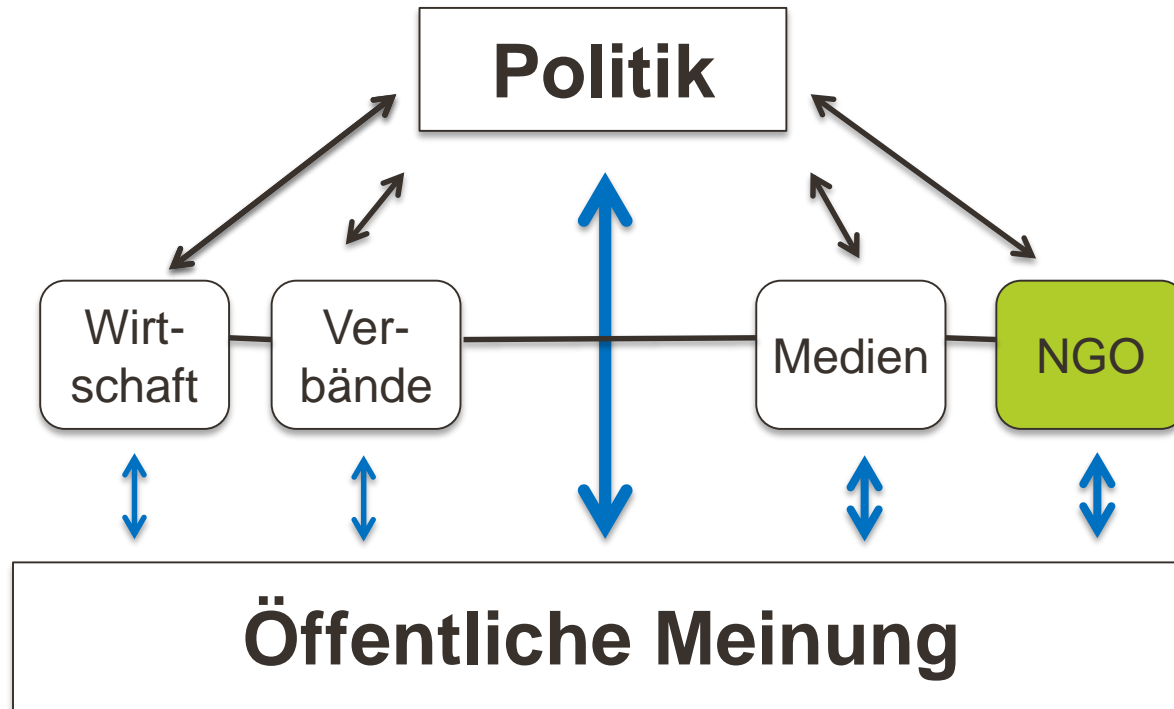 Politik
Wirt-
schaft
Ver-
bände
Medien
NGO
Öffentliche Meinung